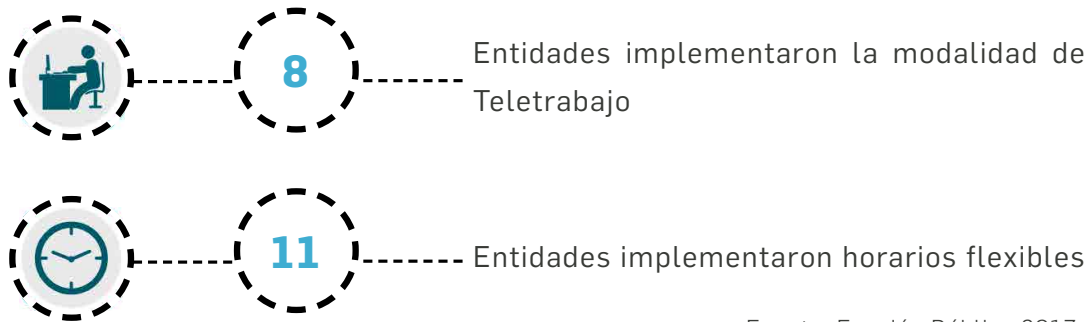 8
Entidades implementaron la modalidad de
Teletrabajo
11
Entidades implementaron horarios flexibles